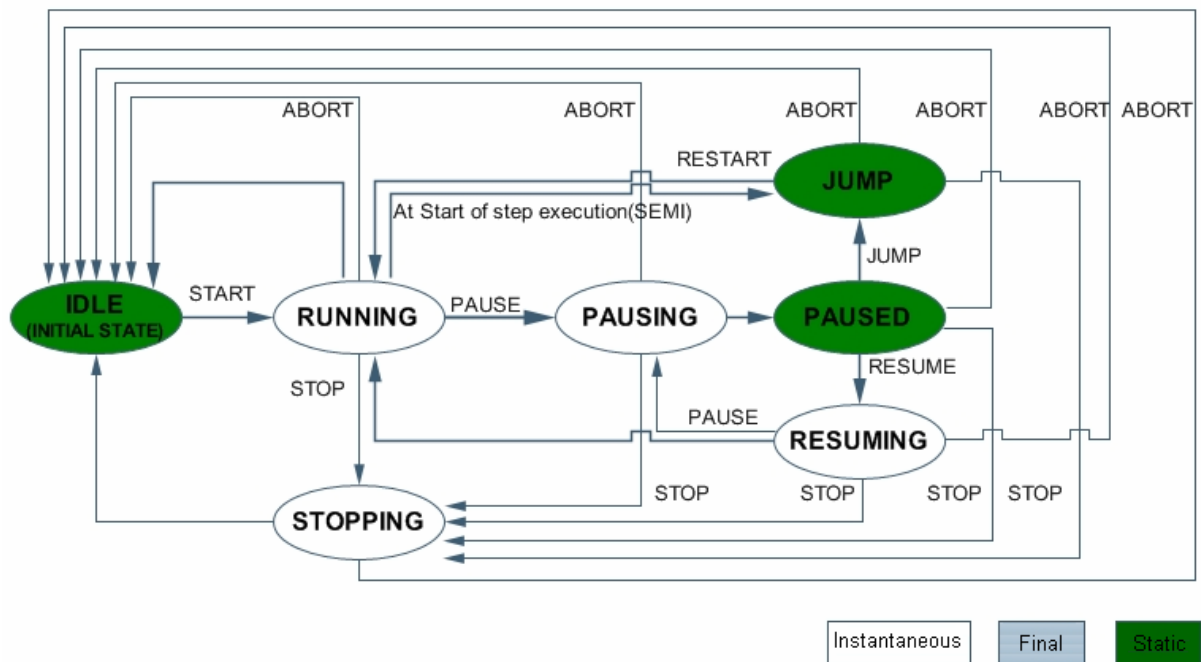 ABORT ABORT ABORT ABORT ABORT ABORT
RESTART
JUMP
At Start of step execution(SEMI)
JUMP
IDLE
(INITIAL STATE)
START
RUNNING
PAUSE
PAUSING
PAUSED
STOP
RESUME
PAUSE
RESUMING
STOP STOP STOP STOP
STOPPING
Instantaneous
Final
Static